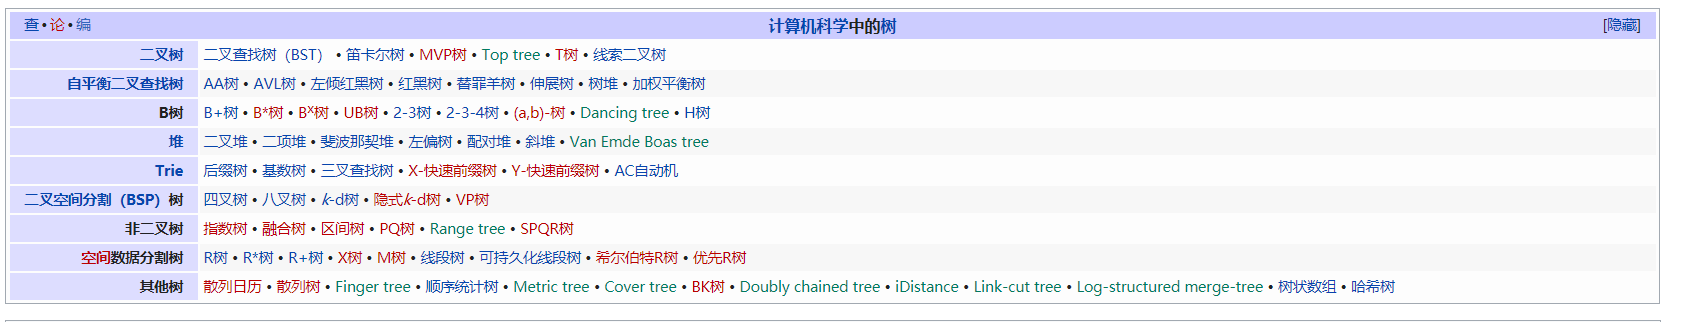 查 • 论 • 编 计算机科学中的树 [隐藏]
二叉树 二叉查找树（BST） • 笛卡尔树 • MVP树 • Top tree • T树 • 线索二叉树
自平衡二叉查找树 AA树 • AVL树 • 左倾红黑树 • 红黑树 • 替罪羊树 • 伸展树 • 树堆 • 加权平衡树
B树 B+树 • B*树 • Bˣ树 • UB树 • 2-3树 • 2-3-4树 • (a,b)-树 • Dancing tree • H树
堆 二叉堆 • 二项堆 • 斐波那契堆 • 左偏树 • 配对堆 • 斜堆 • Van Emde Boas tree
Trie 后缀树 • 基数树 • 三叉查找树 • X-快速前缀树 • Y-快速前缀树 • AC自动机
二叉空间分割（BSP）树 四叉树 • 八叉树 • k-d树 • 隐式k-d树 • VP树
非二叉树 指数树 • 融合树 • 区间树 • PQ树 • Range tree • SPQR树
空间数据分割树 R树 • R*树 • R+树 • X树 • M树 • 线段树 • 可持久化线段树 • 希尔伯特R树 • 优先R树
其他树 散列日历 • 散列树 • Finger tree • 顺序统计树 • Metric tree • Cover tree • BK树 • Doubly chained tree • iDistance • Link-cut tree • Log-structured merge-tree • 树状数组 • 哈希树